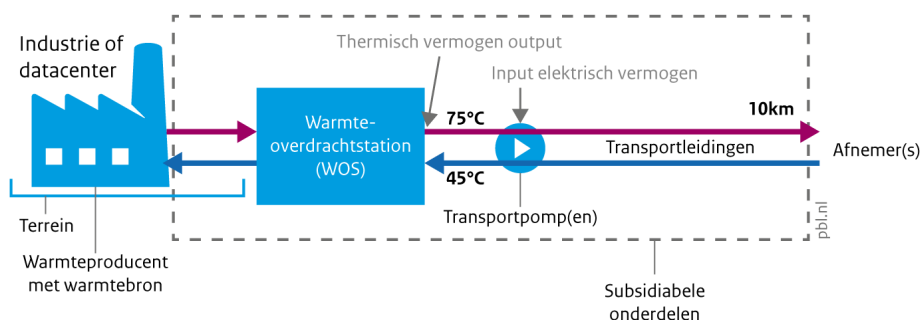 Industrie of
datacenter
Thermisch vermogen output
Input elektrisch vermogen
75°C
10km
Warmte-
overdrachtstation
(WOS)
Transportleidingen
Afnemer(s)
45°C
Transportpomp(en)
Terrein
Warmteproducent
met warmtebron
pbl.nl
Subsidiabele
onderdelen